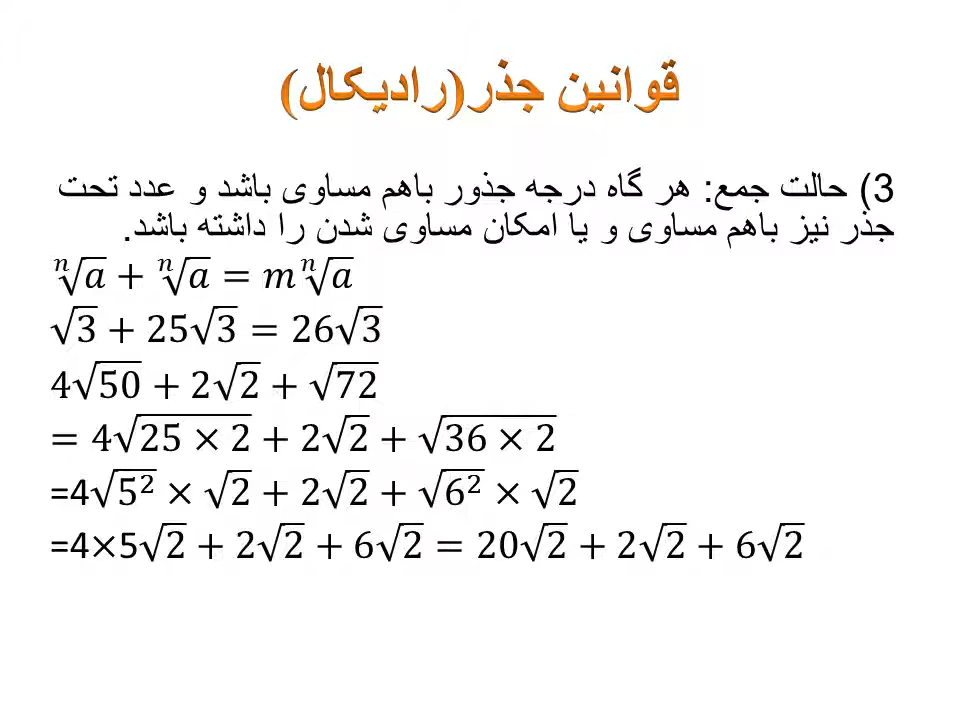 قوانین جذر(رادیکال)
3) حالت جمع: هر گاه درجه جذور باهم مساوی باشد و عدد تحت
جذر نیز باهم مساوی و یا امکان مساوی شدن را داشته باشد.
ⁿ√a + ⁿ√a = mⁿ√a
√3 + 25√3 = 26√3
4√50 + 2√2 + √72
= 4√(25 × 2) + 2√2 + √(36 × 2)
=4√(5²) × √2 + 2√2 + √(6²) × √2
=4×5√2 + 2√2 + 6√2 = 20√2 + 2√2 + 6√2